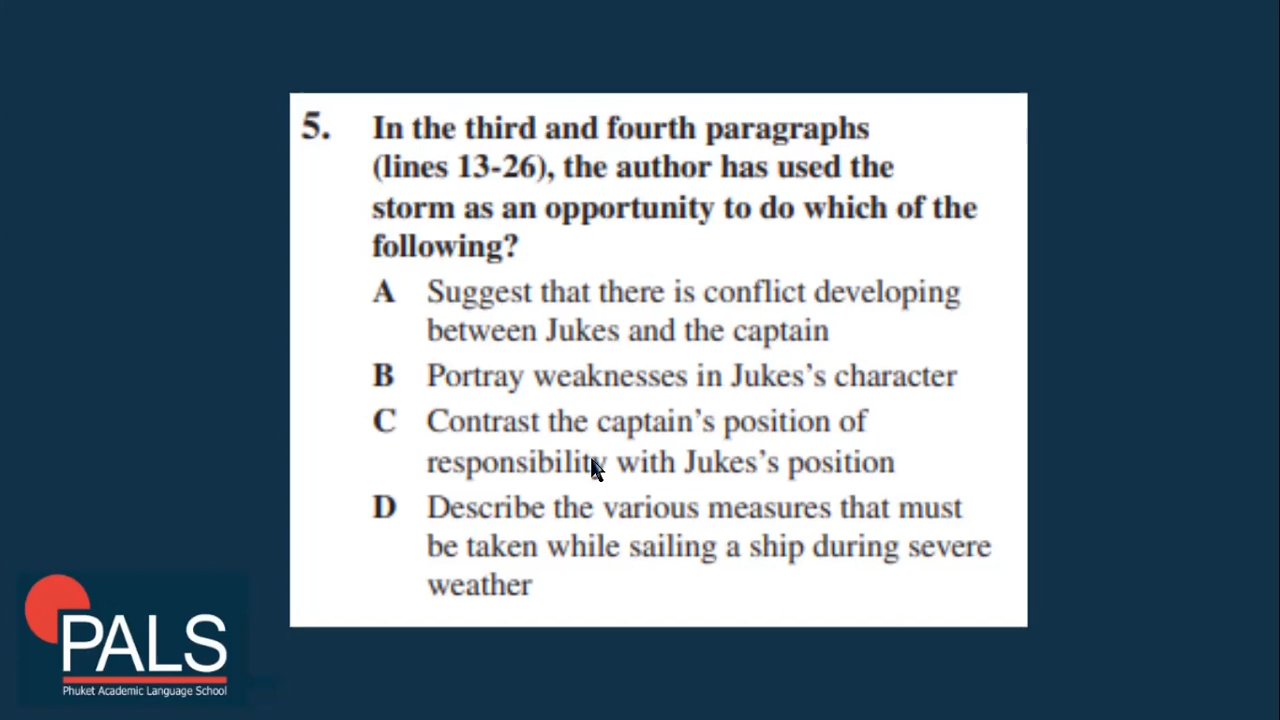 5. In the third and fourth paragraphs
(lines 13-26), the author has used the
storm as an opportunity to do which of the
following?
A Suggest that there is conflict developing
between Jukes and the captain
B Portray weaknesses in Jukes's character
C Contrast the captain's position of
responsibility with Jukes's position
D Describe the various measures that must
be taken while sailing a ship during severe
weather
PALS
Phuket Academic Language School